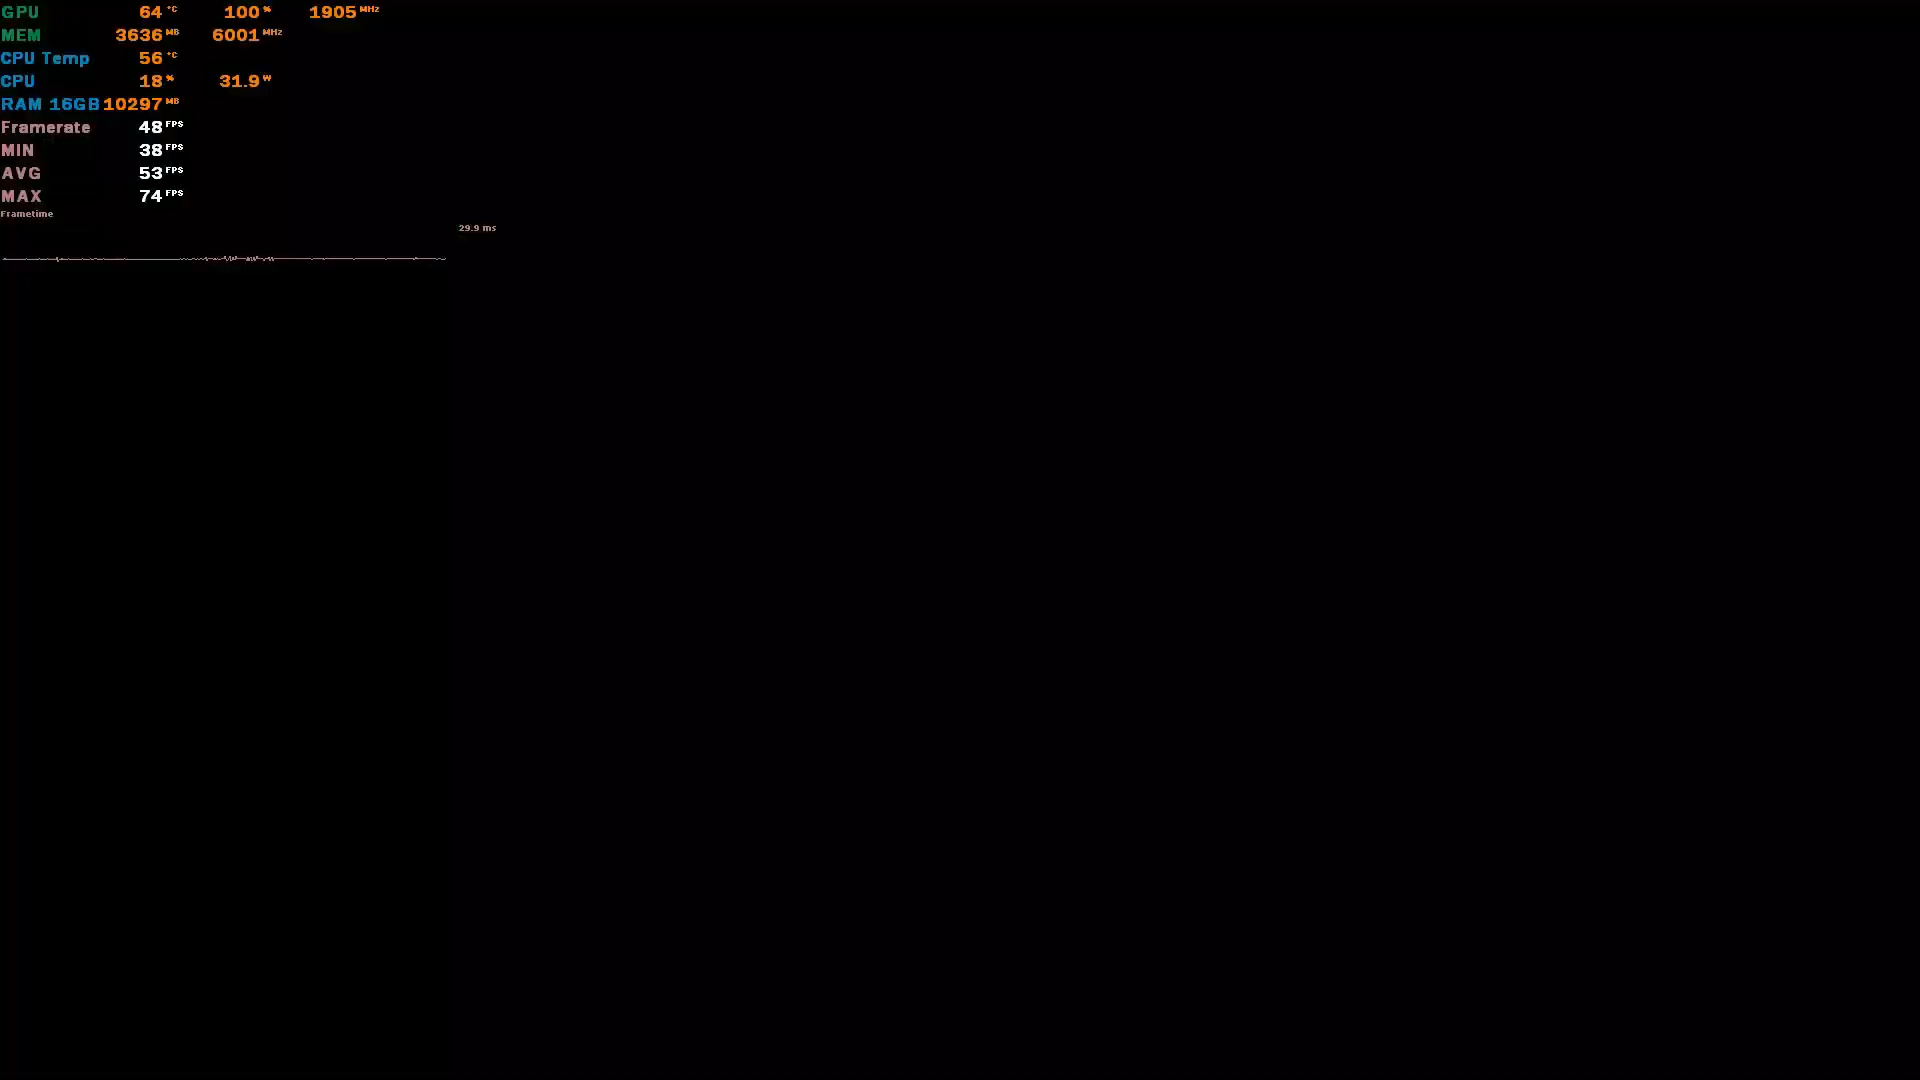 GPU 64 °C 100 % 1905 MHz
MEM 3636 MB 6001 MHz
CPU Temp 56 °C
CPU 18 % 31.9 W
RAM 16GB 10297 MB
Framerate 48 FPS
MIN 38 FPS
AVG 53 FPS
MAX 74 FPS
Frametime
29.9 ms